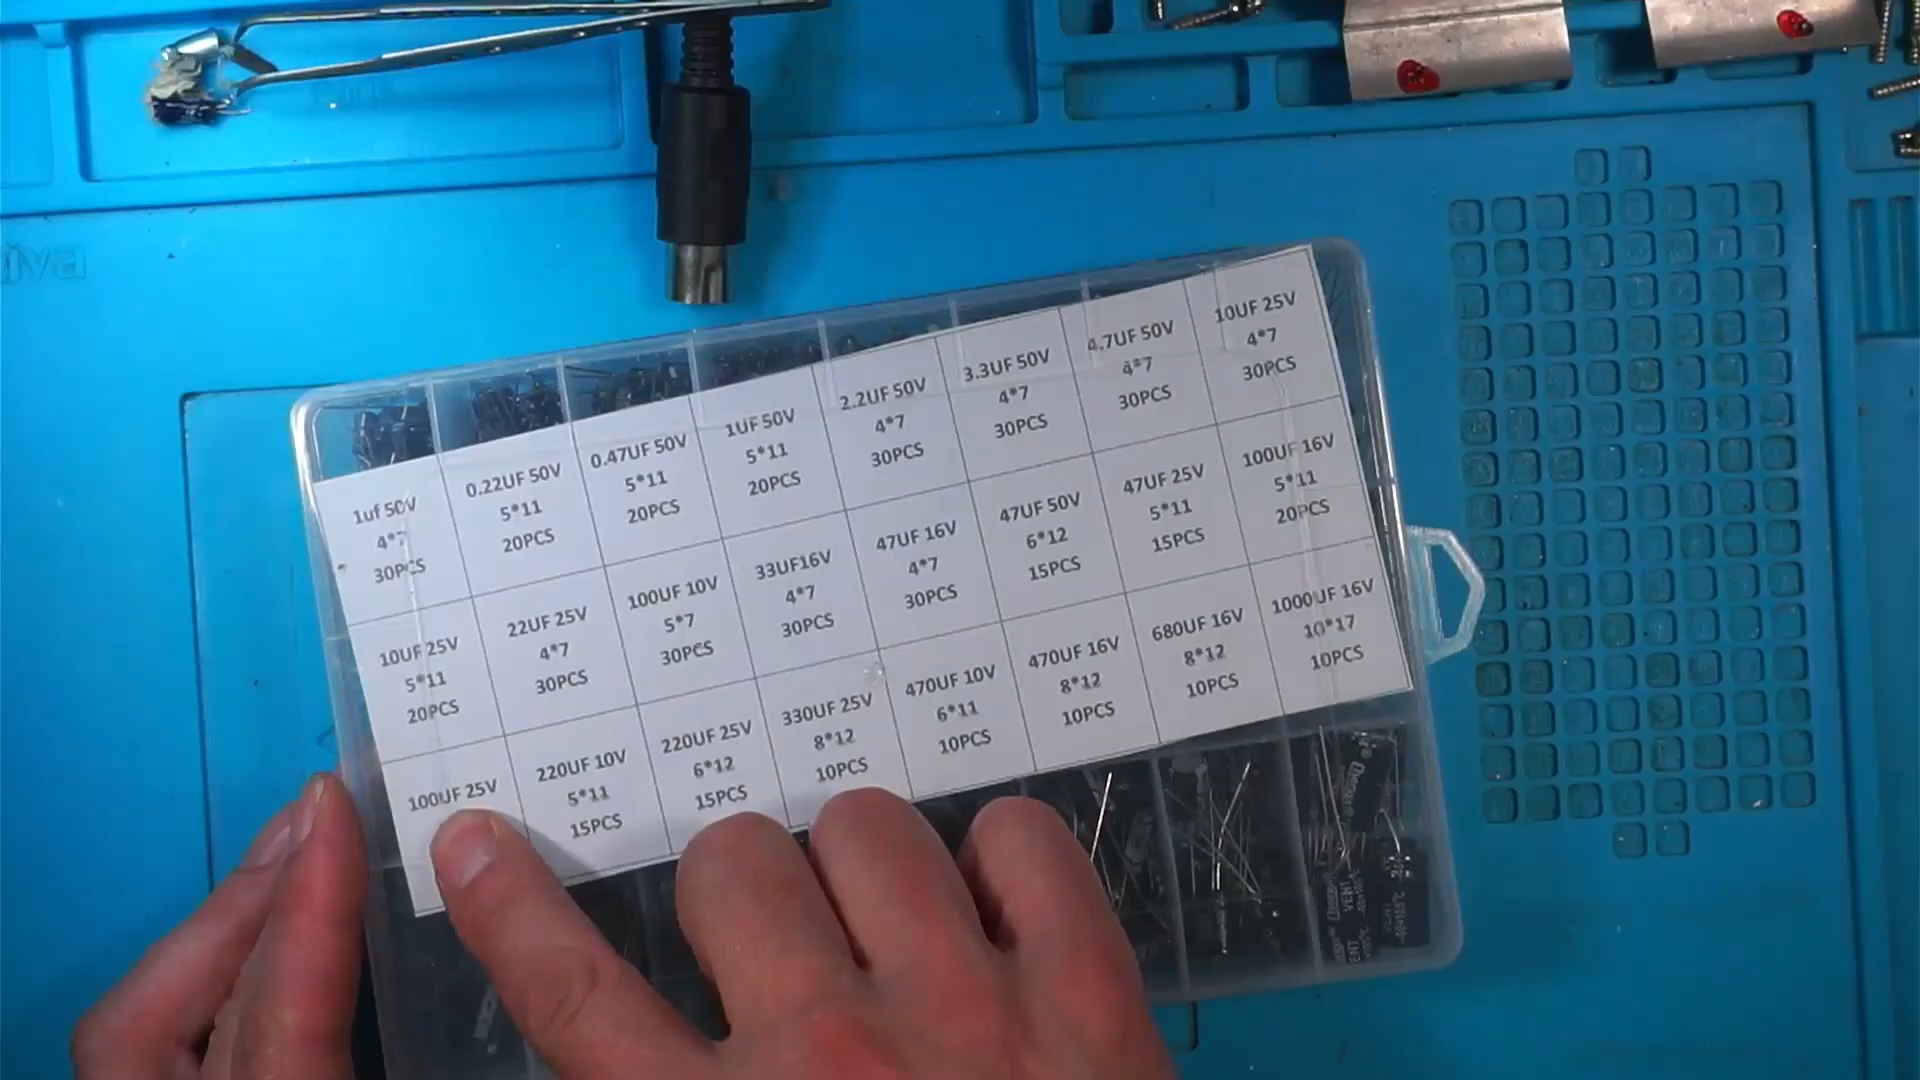 1uf 50V
4*7
30PCS
0.22UF 50V
5*11
20PCS
0.47UF 50V
5*11
20PCS
1UF 50V
5*11
20PCS
2.2UF 50V
4*7
30PCS
3.3UF 50V
4*7
30PCS
4.7UF 50V
4*7
30PCS
10UF 25V
4*7
30PCS
10UF 25V
5*11
20PCS
22UF 25V
4*7
30PCS
100UF 10V
5*7
30PCS
33UF16V
4*7
30PCS
47UF 16V
4*7
30PCS
47UF 50V
6*12
15PCS
47UF 25V
5*11
15PCS
100UF 16V
5*11
20PCS
100UF 25V
220UF 10V
5*11
15PCS
220UF 25V
6*12
15PCS
330UF 25V
8*12
10PCS
470UF 10V
6*11
10PCS
470UF 16V
8*12
10PCS
680UF 16V
8*12
10PCS
1000UF 16V
10*17
10PCS
VENT